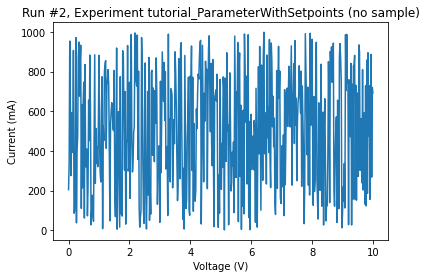 Run #2, Experiment tutorial_ParameterWithSetpoints (no sample)
1000
800
600
400
200
0
Current (mA)
0 2 4 6 8 10
Voltage (V)